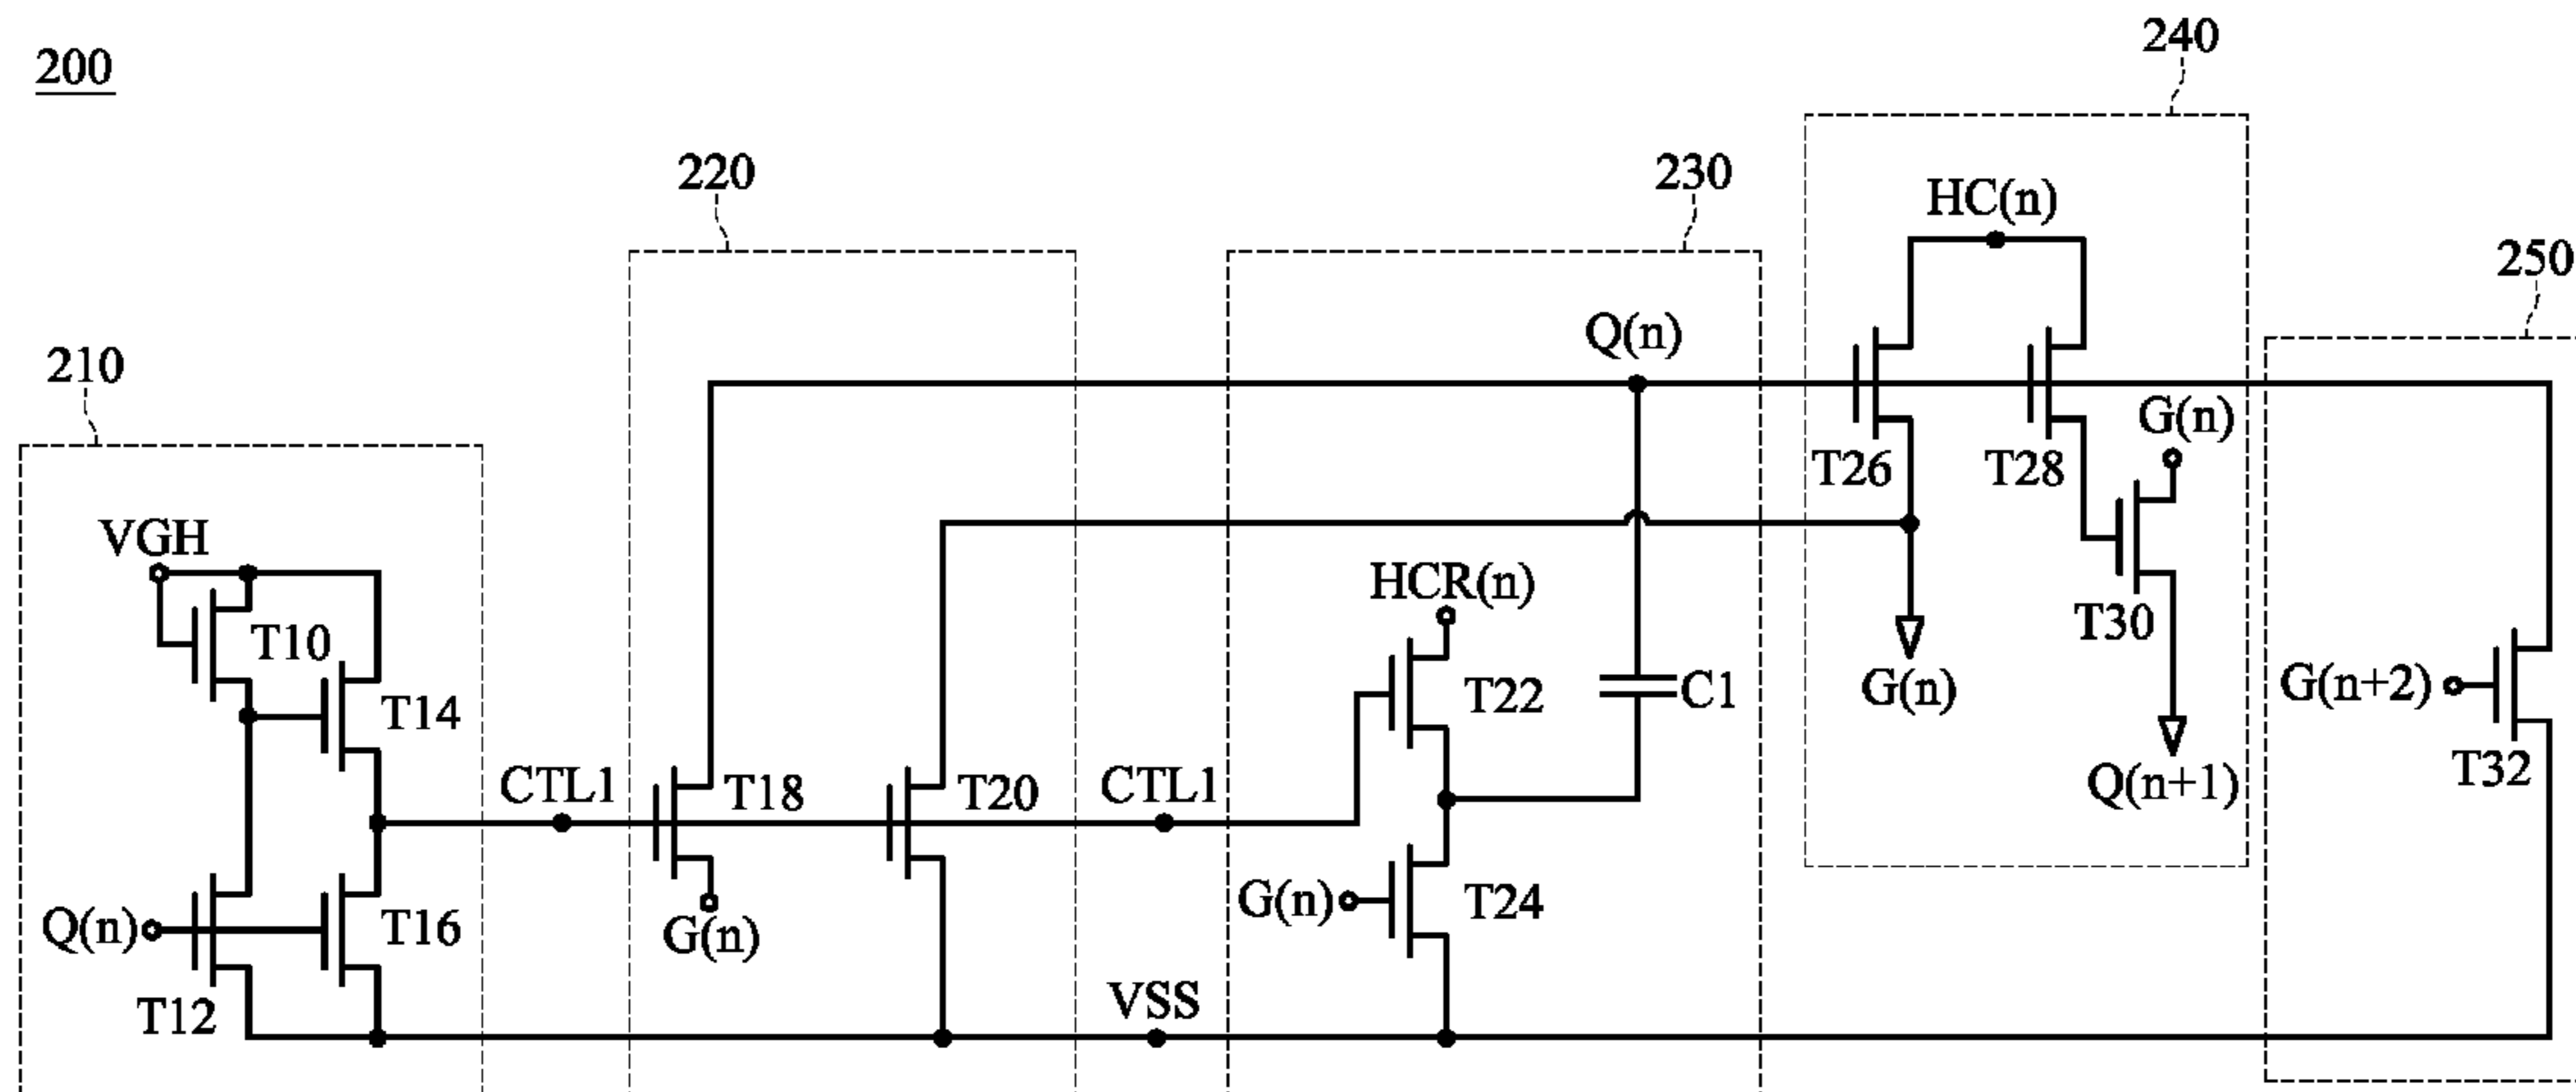 200
240
220
230
HC(n)
250
Q(n)
210
G(n)
T26
T28
VGH
HCR(n)
T10
T30
T22
G(n+2)
C1
G(n)
T14
T32
CTL1
T18
T20
CTL1
Q(n+1)
G(n)
T24
Q(n)
T16
G(n)
VSS
T12